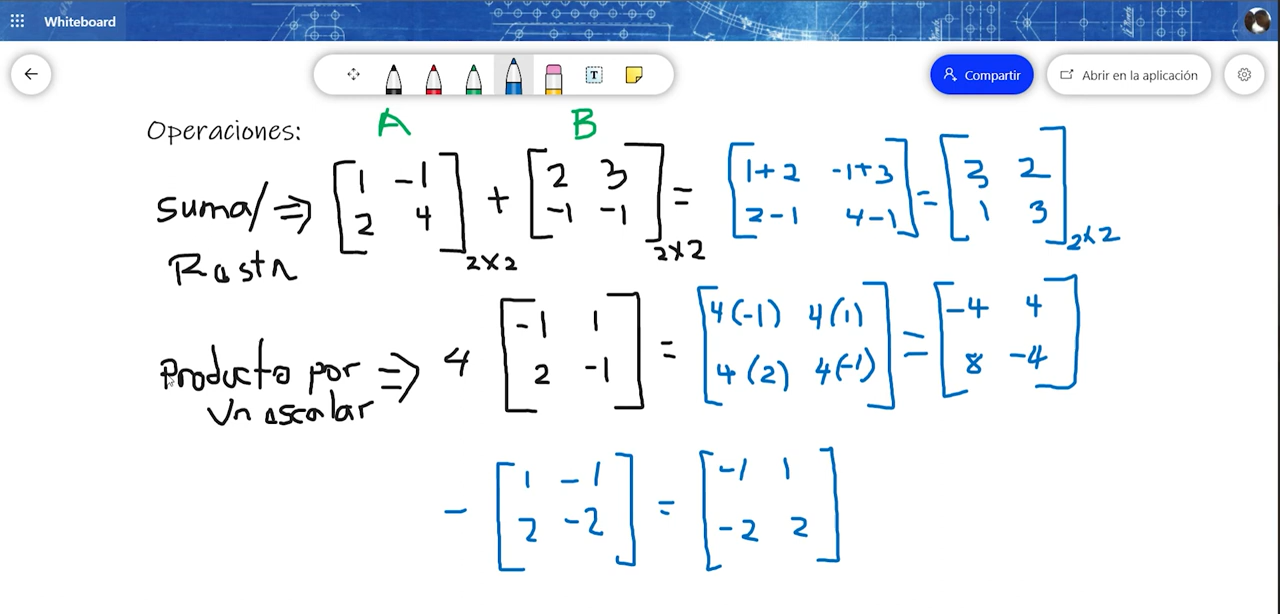 Whiteboard
Compartir
Abrir en la aplicación
Operaciones:
A B
Suma/ ⇒ [1 -1; 2 4] 2x2 + [2 3; -1 -1] 2x2 = [1+2 -1+3; 2-1 4-1] = [3 2; 1 3] 2x2
Rasta
Producto por ⇒ 4 [-1 1; 2 -1] = [4(-1) 4(1); 4(2) 4(-1)] = [-4 4; 8 -4]
Un escalar
- [1 -1; 2 -2] = [-1 1; -2 2]